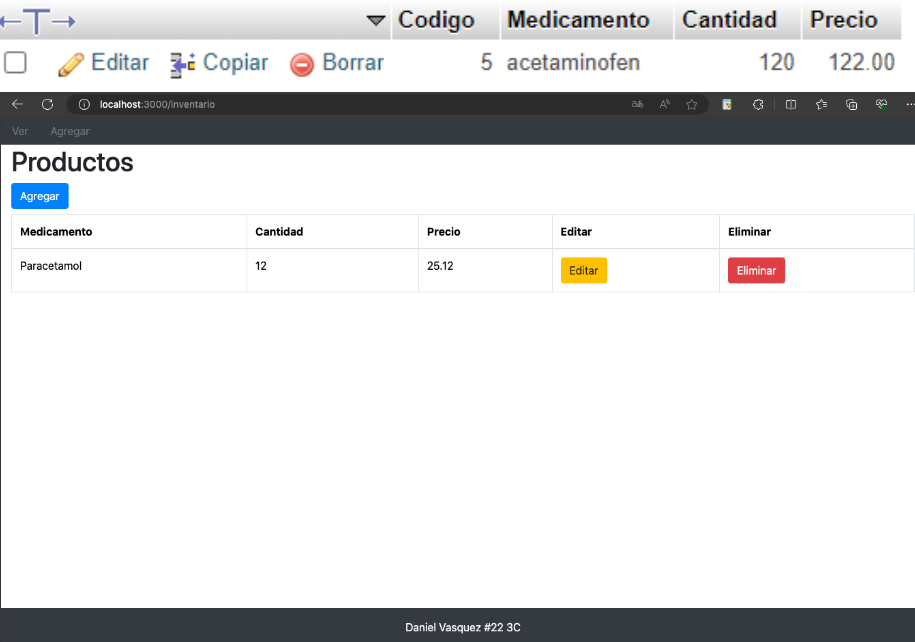 Codigo Medicamento Cantidad Precio
Editar Copiar Borrar 5 acetaminofen 120 122.00
localhost:3000/inventario
Ver Agregar
Productos
Agregar
Medicamento Cantidad Precio Editar Eliminar
Paracetamol 12 25.12 Editar Eliminar
Daniel Vasquez #22 3C